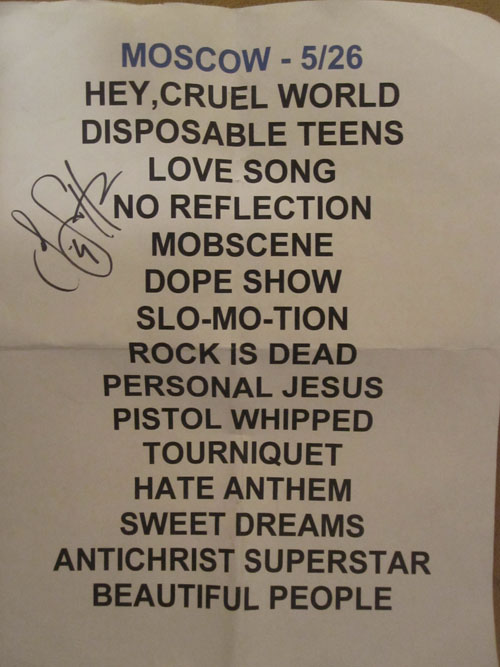 MOSCOW - 5/26
HEY,CRUEL WORLD
DISPOSABLE TEENS
LOVE SONG
NO REFLECTION
MOBSCENE
DOPE SHOW
SLO-MO-TION
ROCK IS DEAD
PERSONAL JESUS
PISTOL WHIPPED
TOURNIQUET
HATE ANTHEM
SWEET DREAMS
ANTICHRIST SUPERSTAR
BEAUTIFUL PEOPLE